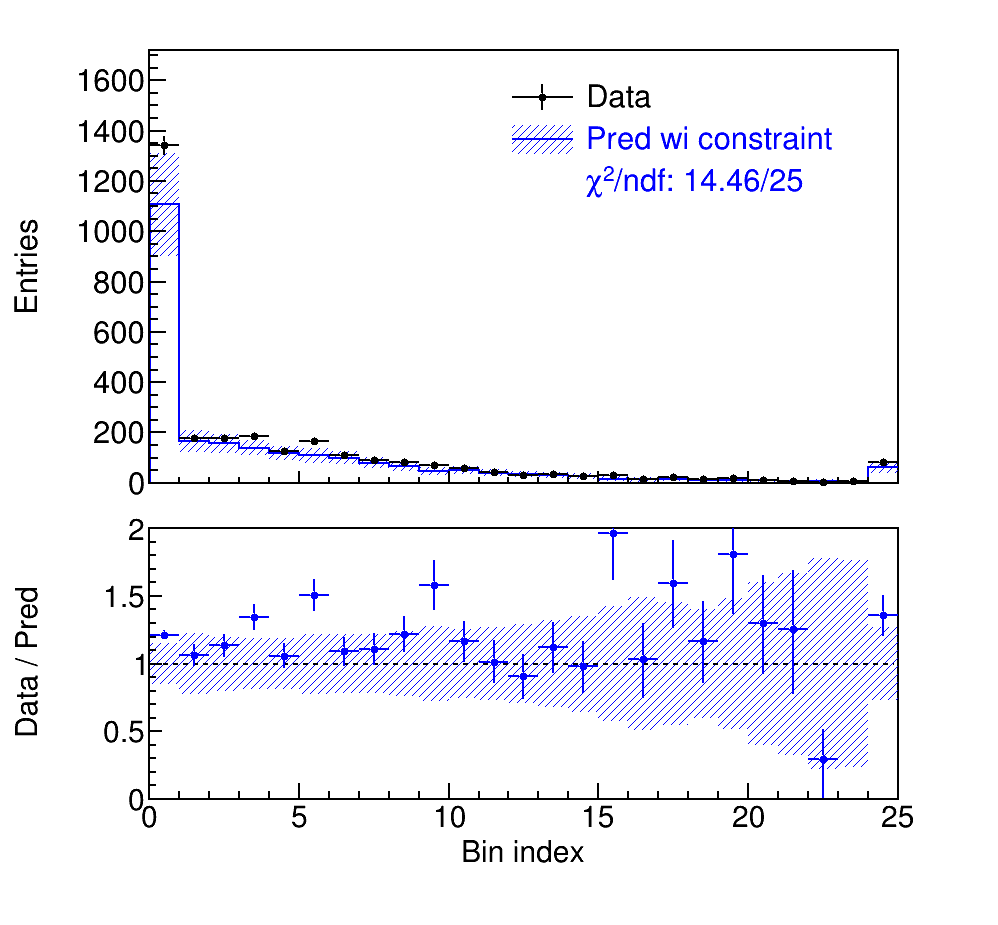 1600
1400
1200
1000
800
600
400
200
0
Entries
Data
Pred wi constraint
χ²/ndf: 14.46/25
2
1.5
1
0.5
0
Data / Pred
0 5 10 15 20 25
Bin index